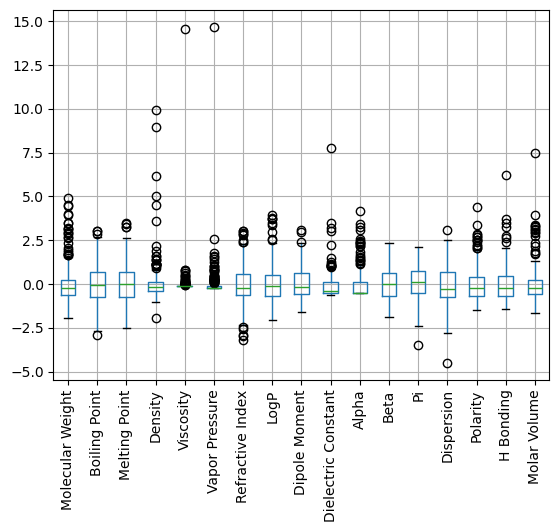 15.0
12.5
10.0
7.5
5.0
2.5
0.0
−2.5
−5.0
Molecular Weight
Boiling Point
Melting Point
Density
Viscosity
Vapor Pressure
Refractive Index
LogP
Dipole Moment
Dielectric Constant
Alpha
Beta
Pi
Dispersion
Polarity
H Bonding
Molar Volume